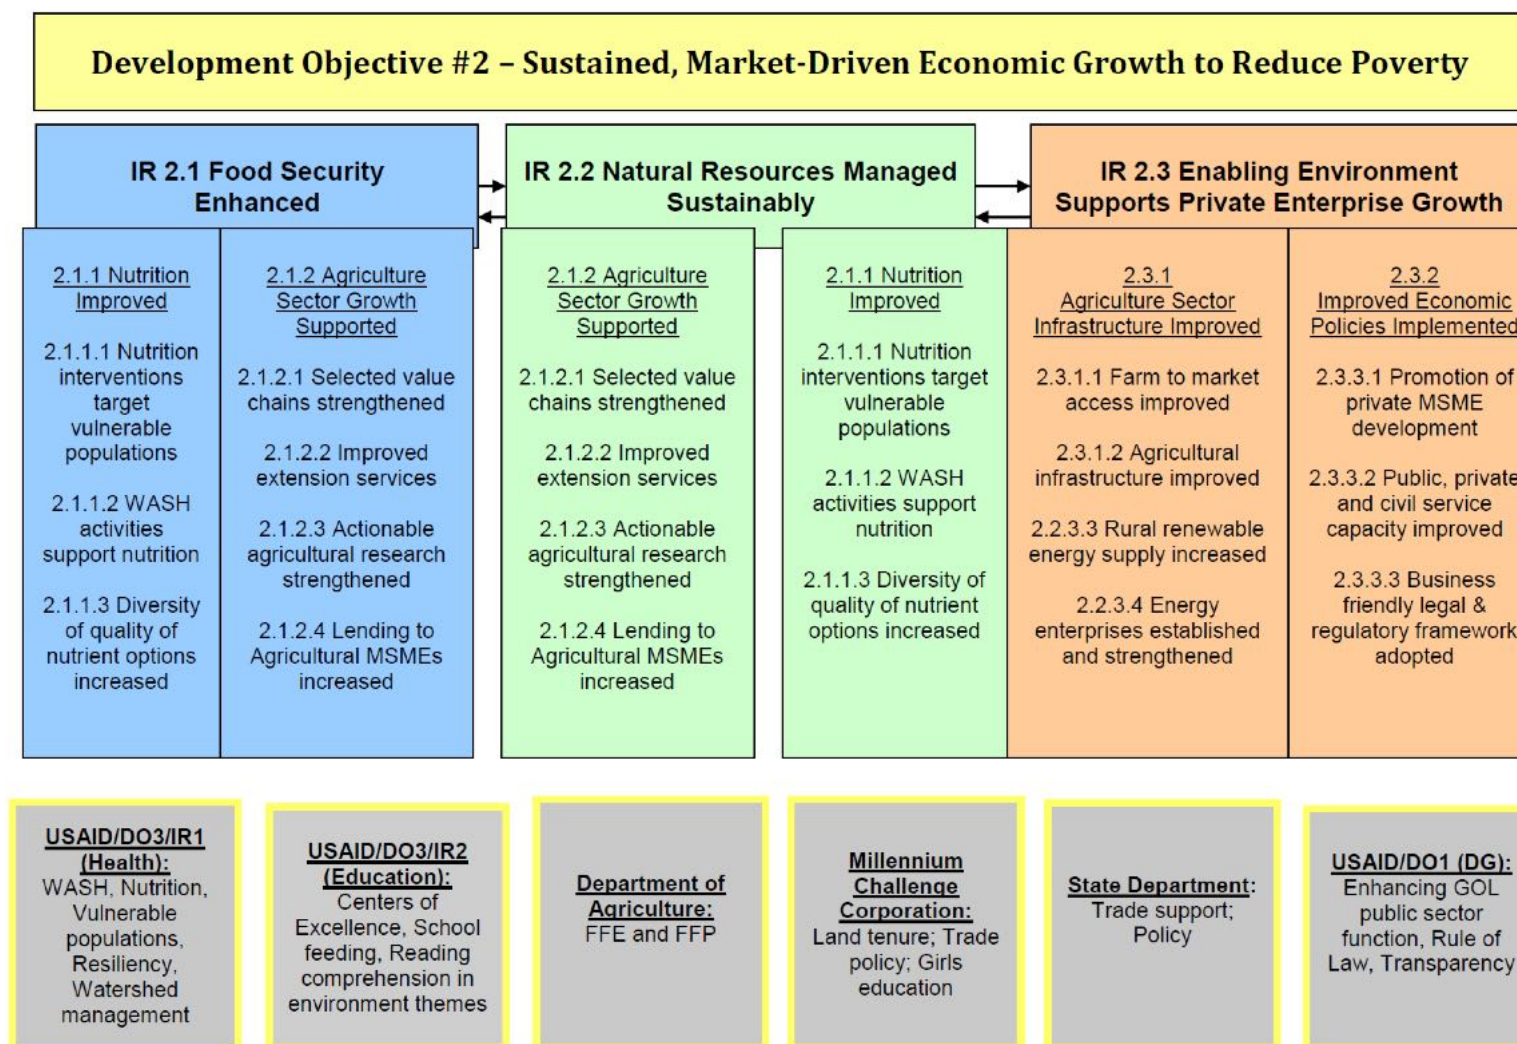 Development Objective #2 – Sustained, Market-Driven Economic Growth to Reduce Poverty
IR 2.1 Food Security
Enhanced
IR 2.2 Natural Resources Managed
Sustainably
IR 2.3 Enabling Environment
Supports Private Enterprise Growth
2.1.1 Nutrition
Improved
2.1.1.1 Nutrition
interventions
target
vulnerable
populations
2.1.1.2 WASH
activities
support nutrition
2.1.1.3 Diversity
of quality of
nutrient options
increased
2.1.2 Agriculture
Sector Growth
Supported
2.1.2.1 Selected value
chains strengthened
2.1.2.2 Improved
extension services
2.1.2.3 Actionable
agricultural research
strengthened
2.1.2.4 Lending to
Agricultural MSMEs
increased
2.1.2 Agriculture
Sector Growth
Supported
2.1.2.1 Selected value
chains strengthened
2.1.2.2 Improved
extension services
2.1.2.3 Actionable
agricultural research
strengthened
2.1.2.4 Lending to
Agricultural MSMEs
increased
2.1.1 Nutrition
Improved
2.1.1.1 Nutrition
interventions target
vulnerable
populations
2.1.1.2 WASH
activities support
nutrition
2.1.1.3 Diversity of
quality of nutrient
options increased
2.3.1
Agriculture Sector
Infrastructure Improved
2.3.1.1 Farm to market
access improved
2.3.1.2 Agricultural
infrastructure improved
2.2.3.3 Rural renewable
energy supply increased
2.2.3.4 Energy
enterprises established
and strengthened
2.3.2
Improved Economic
Policies Implemented
2.3.3.1 Promotion of
private MSME
development
2.3.3.2 Public, private
and civil service
capacity improved
2.3.3.3 Business
friendly legal &
regulatory framework
adopted
USAID/DO3/IR1
(Health):
WASH, Nutrition,
Vulnerable
populations,
Resiliency,
Watershed
management
USAID/DO3/IR2
(Education):
Centers of
Excellence, School
feeding, Reading
comprehension in
environment themes
Department of
Agriculture:
FFE and FFP
Millennium
Challenge
Corporation:
Land tenure; Trade
policy; Girls
education
State Department:
Trade support;
Policy
USAID/DO1 (DG):
Enhancing GOL
public sector
function, Rule of
Law, Transparency